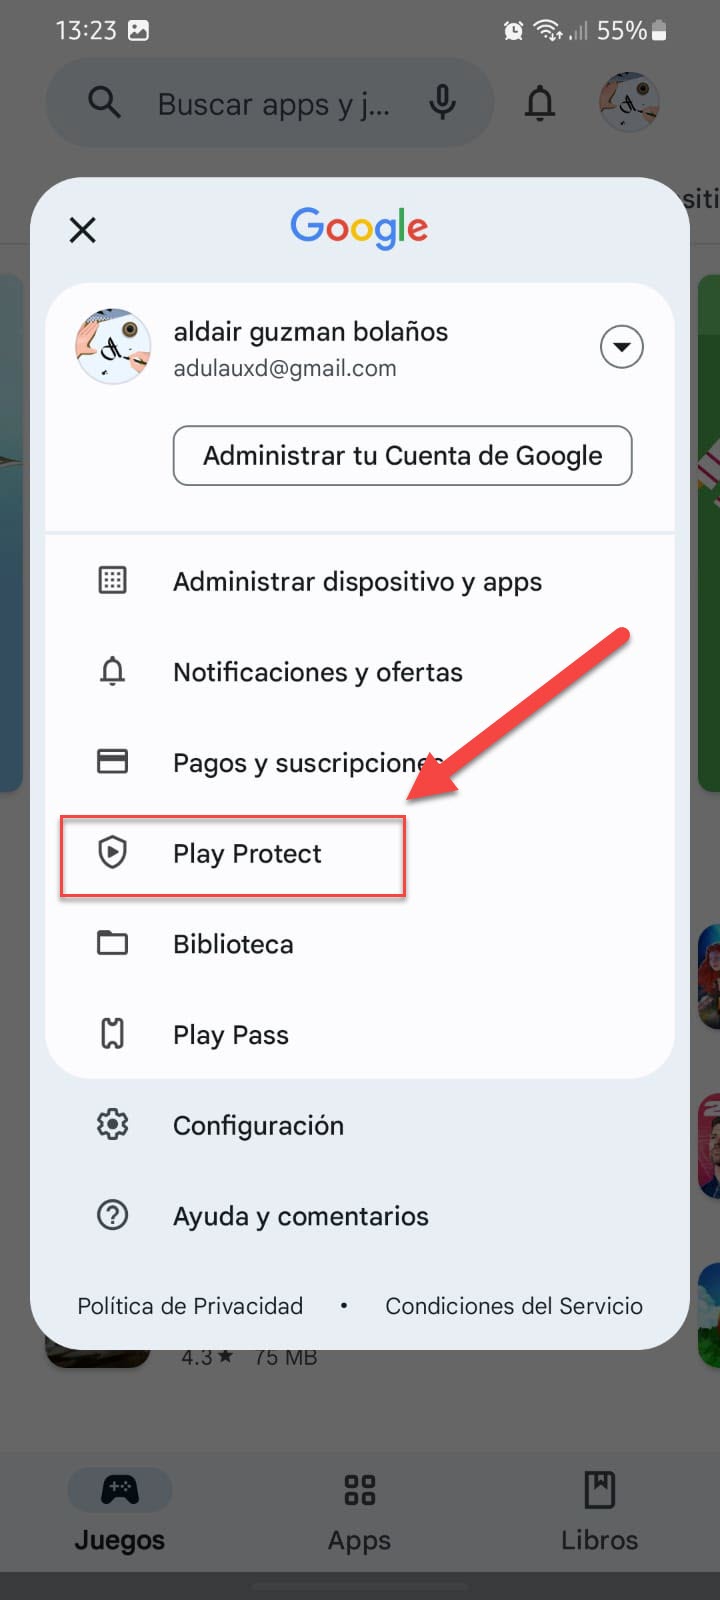 13:23
55%
Buscar apps y j...
siti
Google
aldair guzman bolaños
adulauxd@gmail.com
Administrar tu Cuenta de Google
Administrar dispositivo y apps
Notificaciones y ofertas
Pagos y suscripciones
Play Protect
Biblioteca
Play Pass
Configuración
Ayuda y comentarios
Política de Privacidad • Condiciones del Servicio
4.3★ 75 MB
Juegos
Apps
Libros